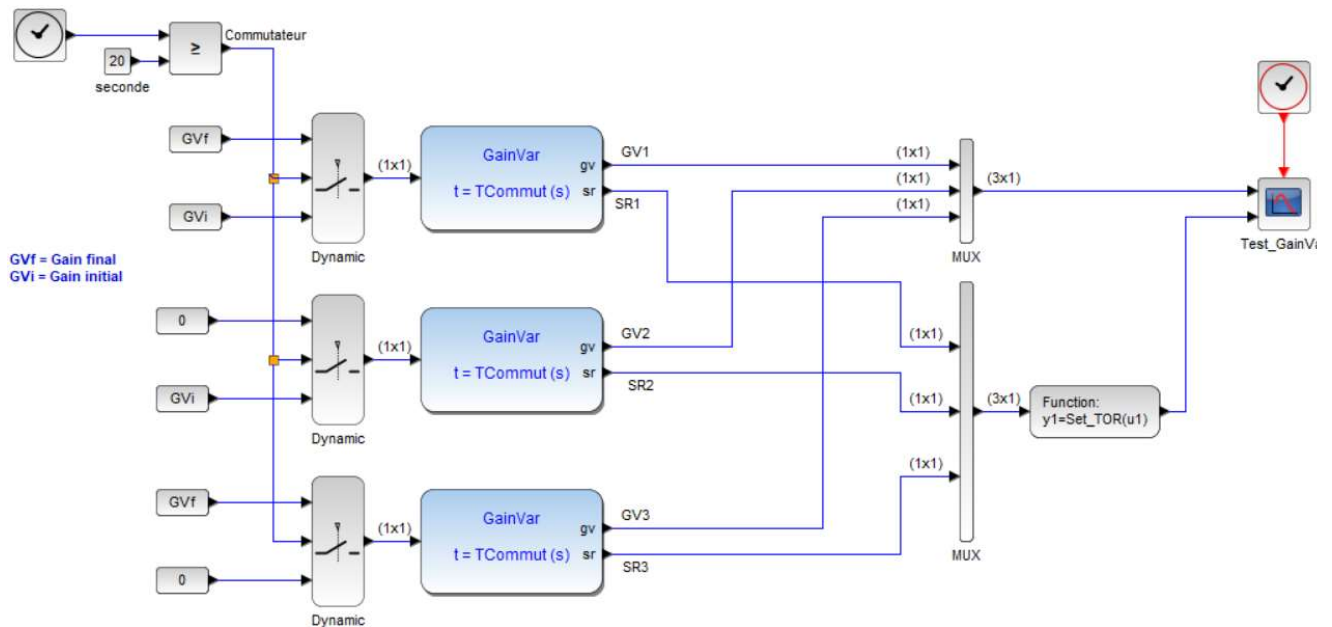 Commutateur
≥
20
seconde
GVf
(1x1)
GainVar
gv
GV1
t = TCommut (s)
sr
SR1
GVi
Dynamic
(1x1)
(1x1)
(1x1)
(3x1)
MUX
Test_GainVa
GVf = Gain final
GVi = Gain initial
0
(1x1)
GainVar
gv
GV2
t = TCommut (s)
sr
SR2
GVi
Dynamic
(1x1)
(1x1)
(3x1)
Function:
y1=Set_TOR(u1)
(1x1)
MUX
GVf
(1x1)
GainVar
gv
GV3
t = TCommut (s)
sr
SR3
0
Dynamic